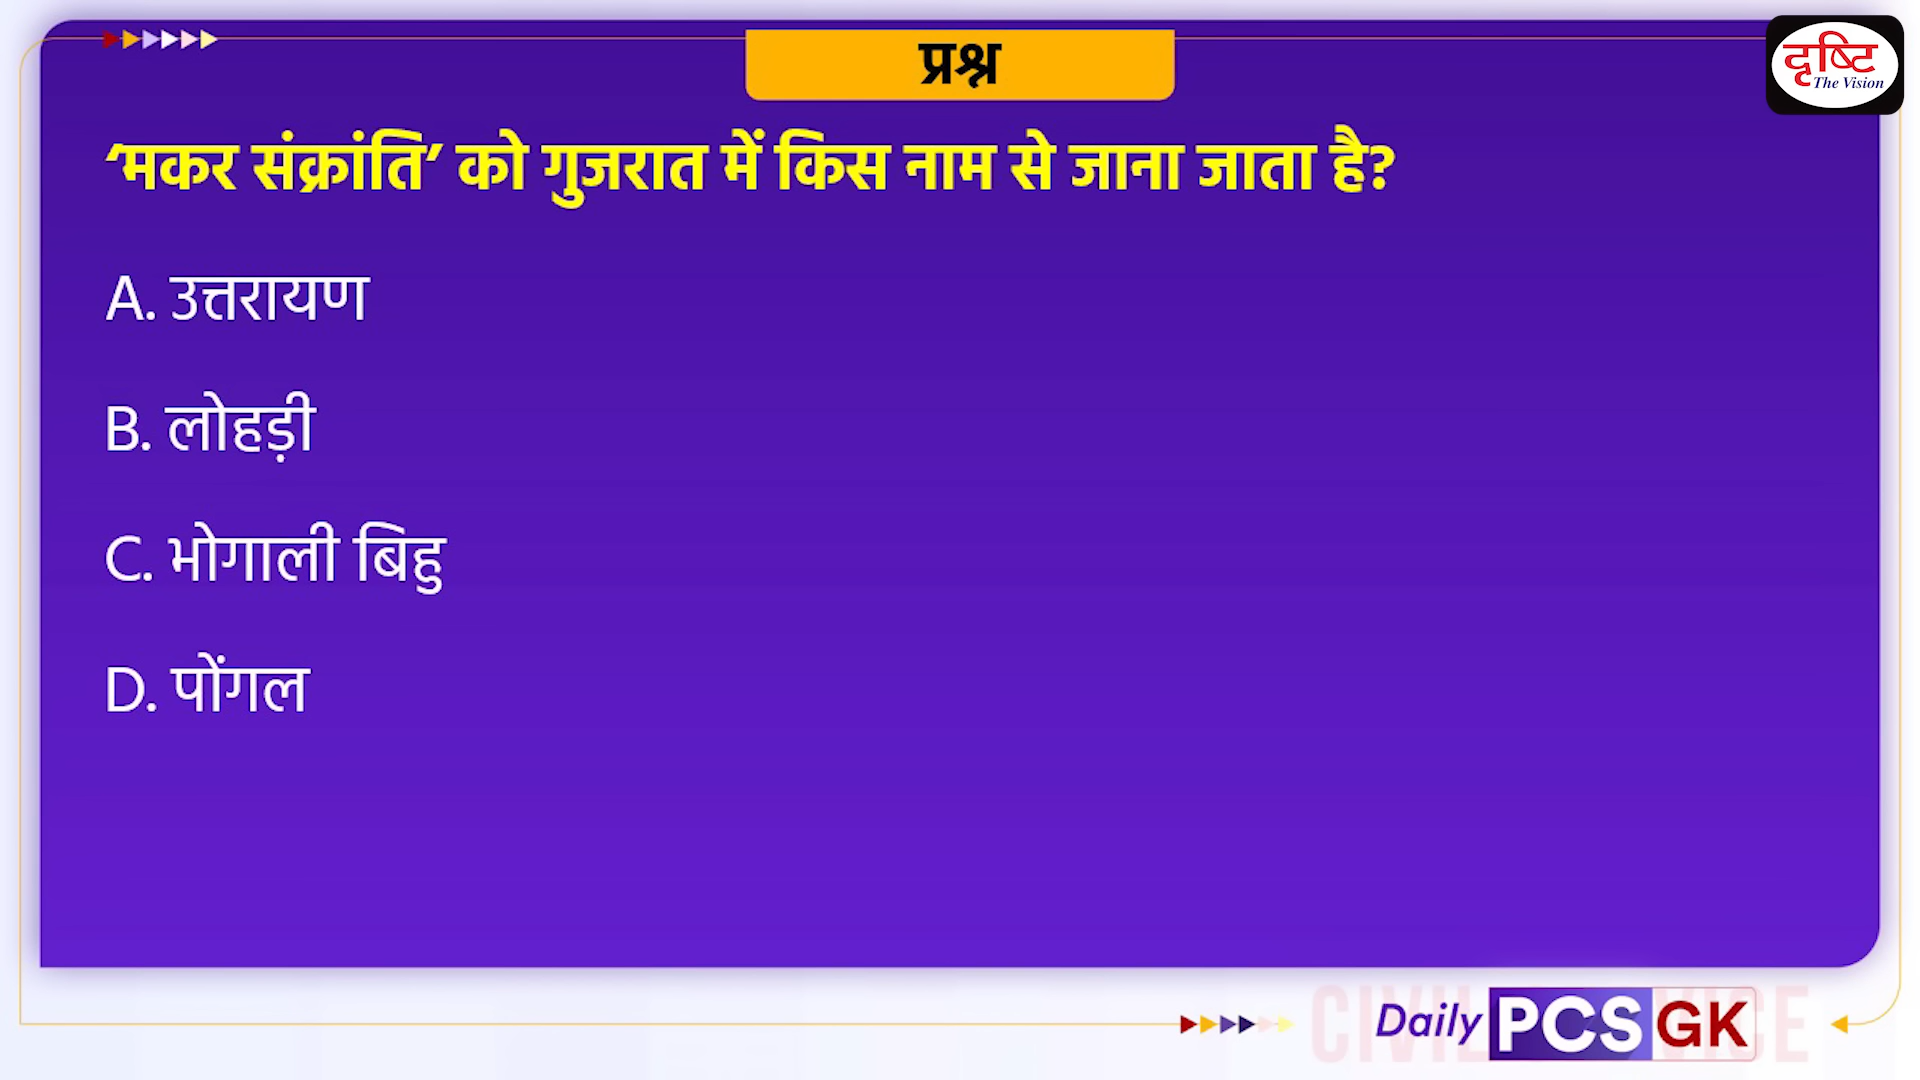 प्रश्न
दृष्टि
The Vision
‘मकर संक्रांति’ को गुजरात में किस नाम से जाना जाता है?
A. उत्तरायण
B. लोहड़ी
C. भोगाली बिहु
D. पोंगल
Daily PCS GK